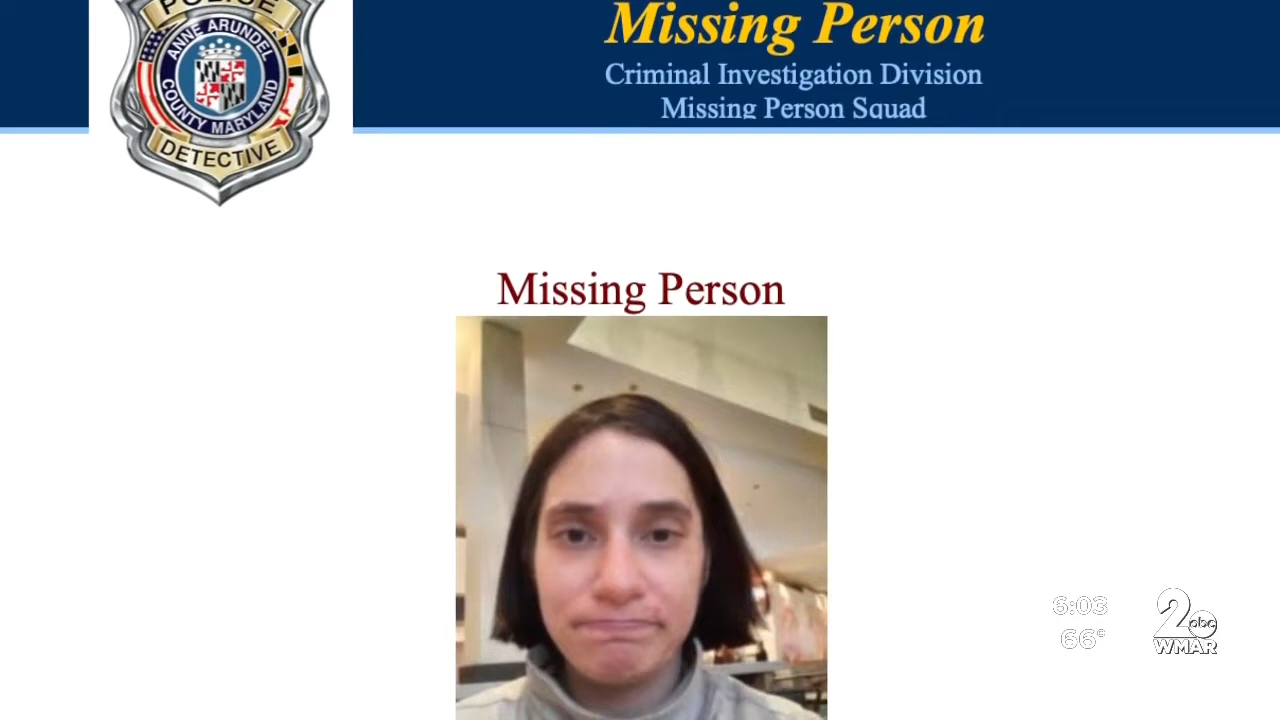 POLICE
ANNE ARUNDEL
COUNTY MARYLAND
DETECTIVE
Missing Person
Criminal Investigation Division
Missing Person Squad
Missing Person
6:03
66°
2
abc
WMAR